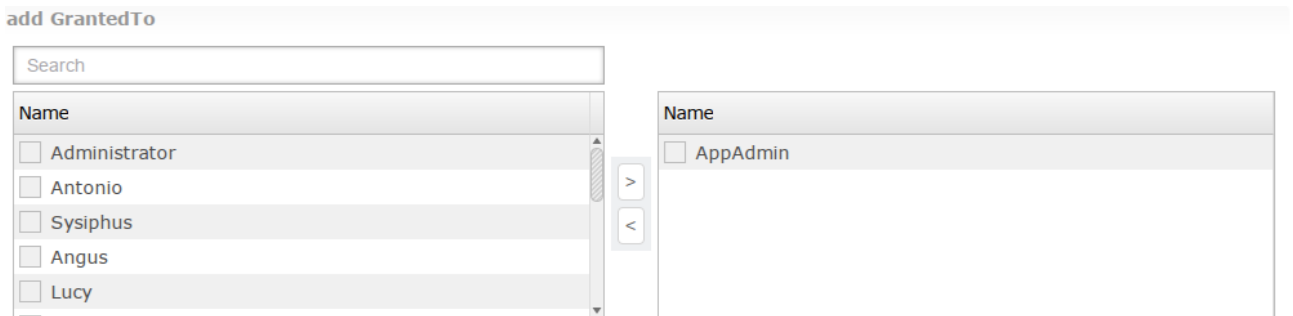 add GrantedTo
Search
Name
Administrator
Antonio
Sysiphus
Angus
Lucy
>
<
Name
AppAdmin